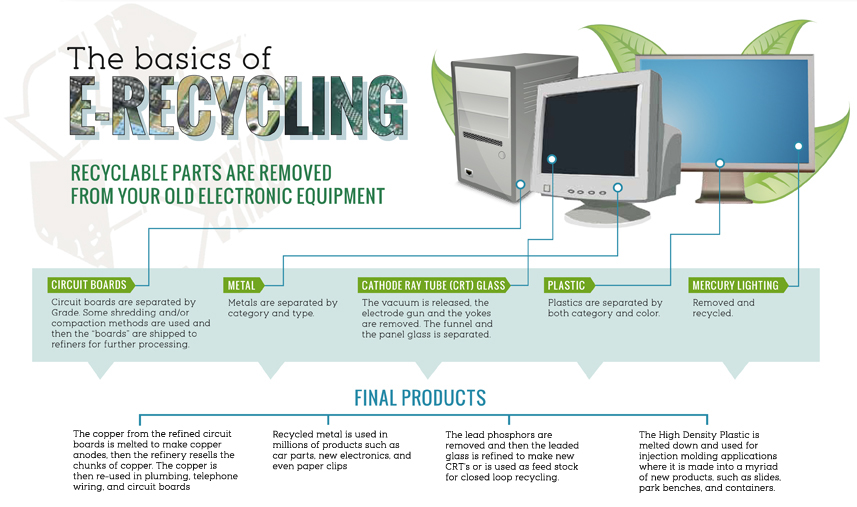 The basics of
E-RECYCLING
RECYCLABLE PARTS ARE REMOVED
FROM YOUR OLD ELECTRONIC EQUIPMENT
CIRCUIT BOARDS
Circuit boards are separated by
Grade. Some shredding and/or
compaction methods are used and
then the "boards" are shipped to
refiners for further processing.
METAL
Metals are separated by
category and type.
CATHODE RAY TUBE (CRT) GLASS
The vacuum is released, the
electrode gun and the yokes
are removed. The funnel and
the panel glass is separated.
PLASTIC
Plastics are separated by
both category and color.
MERCURY LIGHTING
Removed and
recycled.
FINAL PRODUCTS
The copper from the refined circuit
boards is melted to make copper
anodes, then the refinery resells the
chunks of copper. The copper is
then re-used in plumbing, telephone
wiring, and circuit boards
Recycled metal is used in
millions of products such as
car parts, new electronics, and
even paper clips
The lead phosphors are
removed and then the leaded
glass is refined to make new
CRT's or is used as feed stock
for closed loop recycling.
The High Density Plastic is
melted down and used for
injection molding applications
where it is made into a myriad
of new products, such as slides,
park benches, and containers.